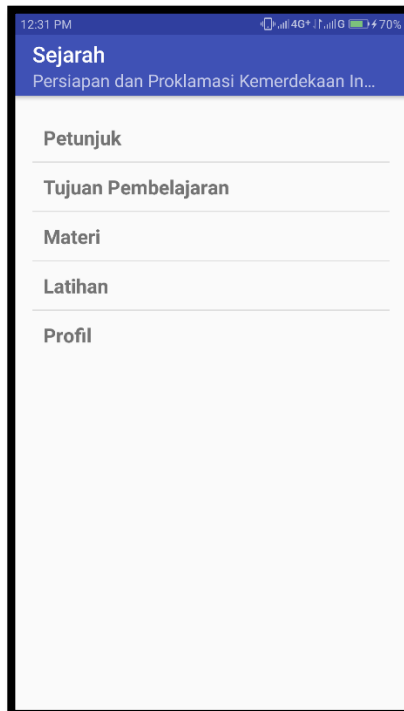 12:31 PM 4G+ G 70%
Sejarah
Persiapan dan Proklamasi Kemerdekaan In...
Petunjuk
Tujuan Pembelajaran
Materi
Latihan
Profil